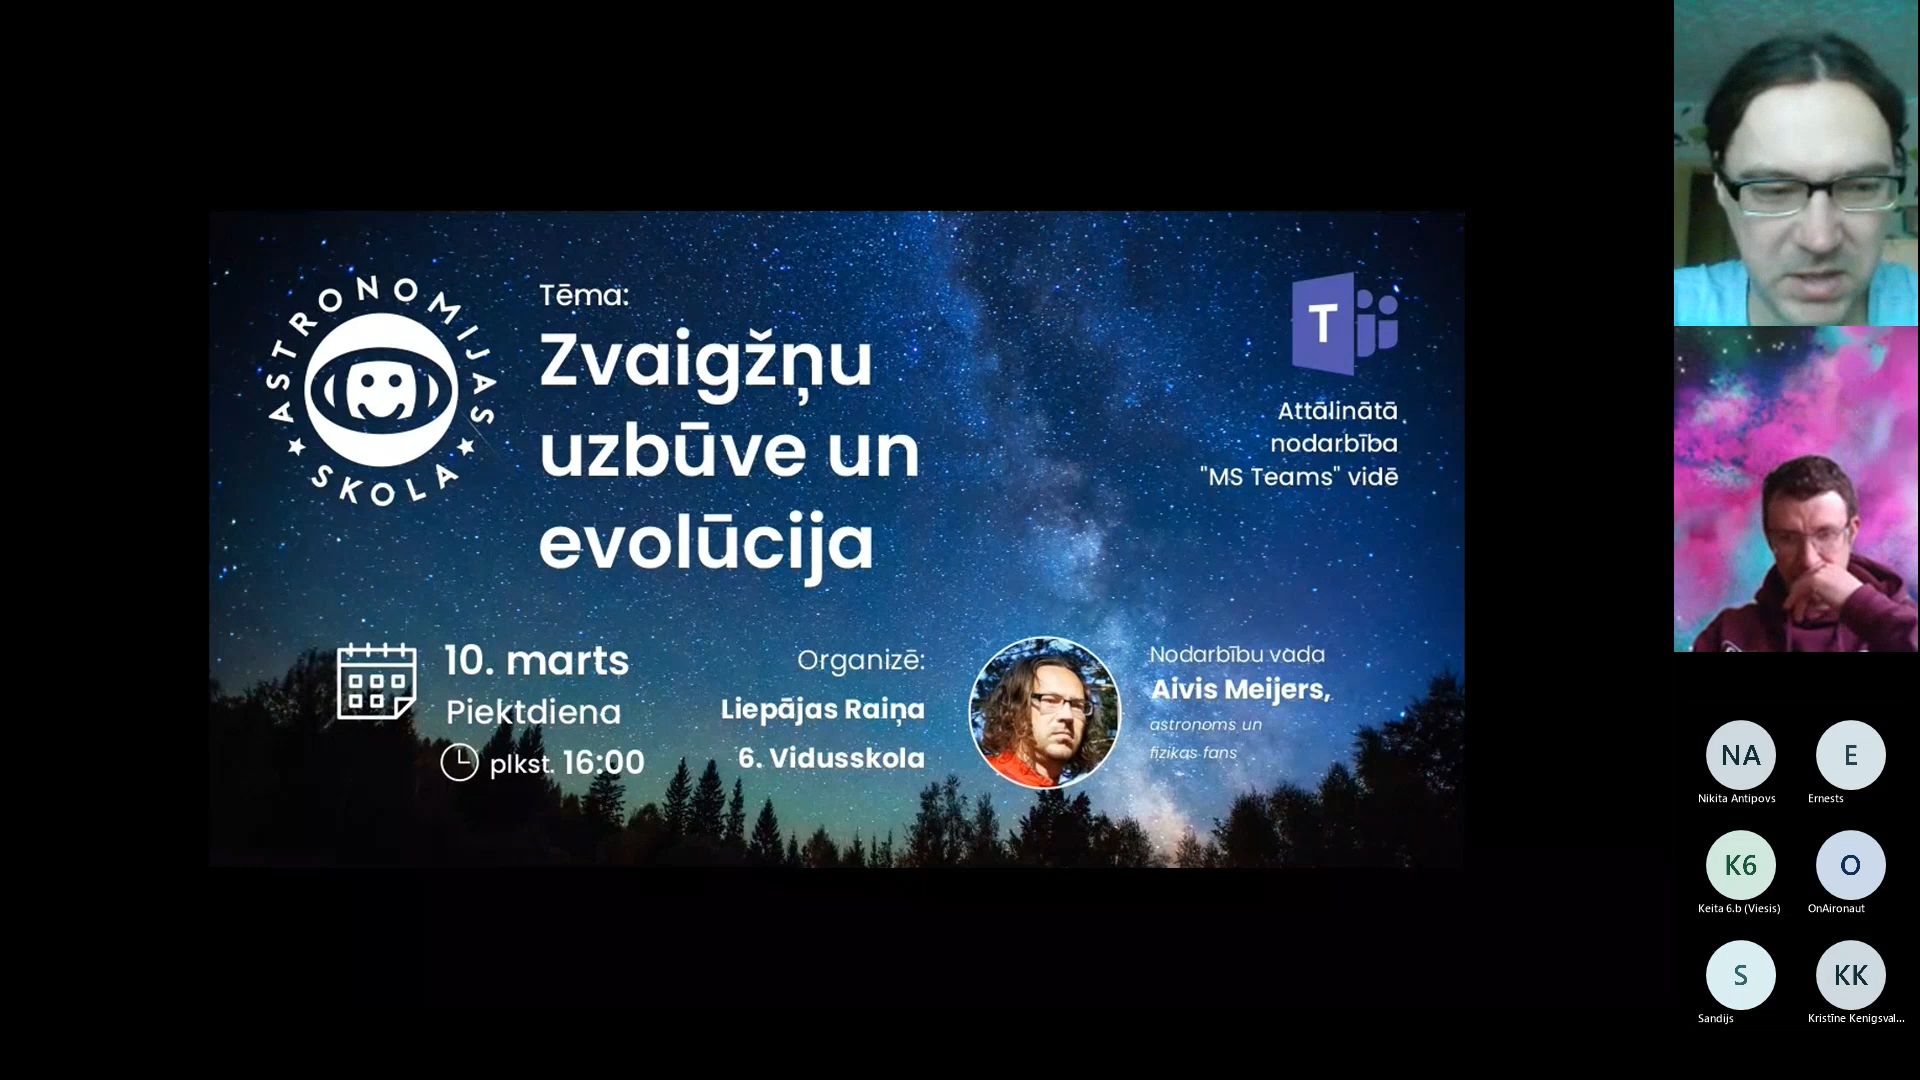 ASTRONOMIJAS
SKOLA
Tēma:
Zvaigžņu
uzbūve un
evolūcija
T
Attālinātā
nodarbība
"MS Teams" vidē
10. marts
Piektdiena
plkst. 16:00
Organizē:
Liepājas Raiņa
6. Vidusskola
Nodarbību vada
Aivis Meijers,
astronoms un
fizikas fans
NA
Nikita Antipovs
E
Ernests
K6
Keita 6.b (Viesis)
O
OnAironaut
S
Sandijs
KK
Kristīne Kenigsval...